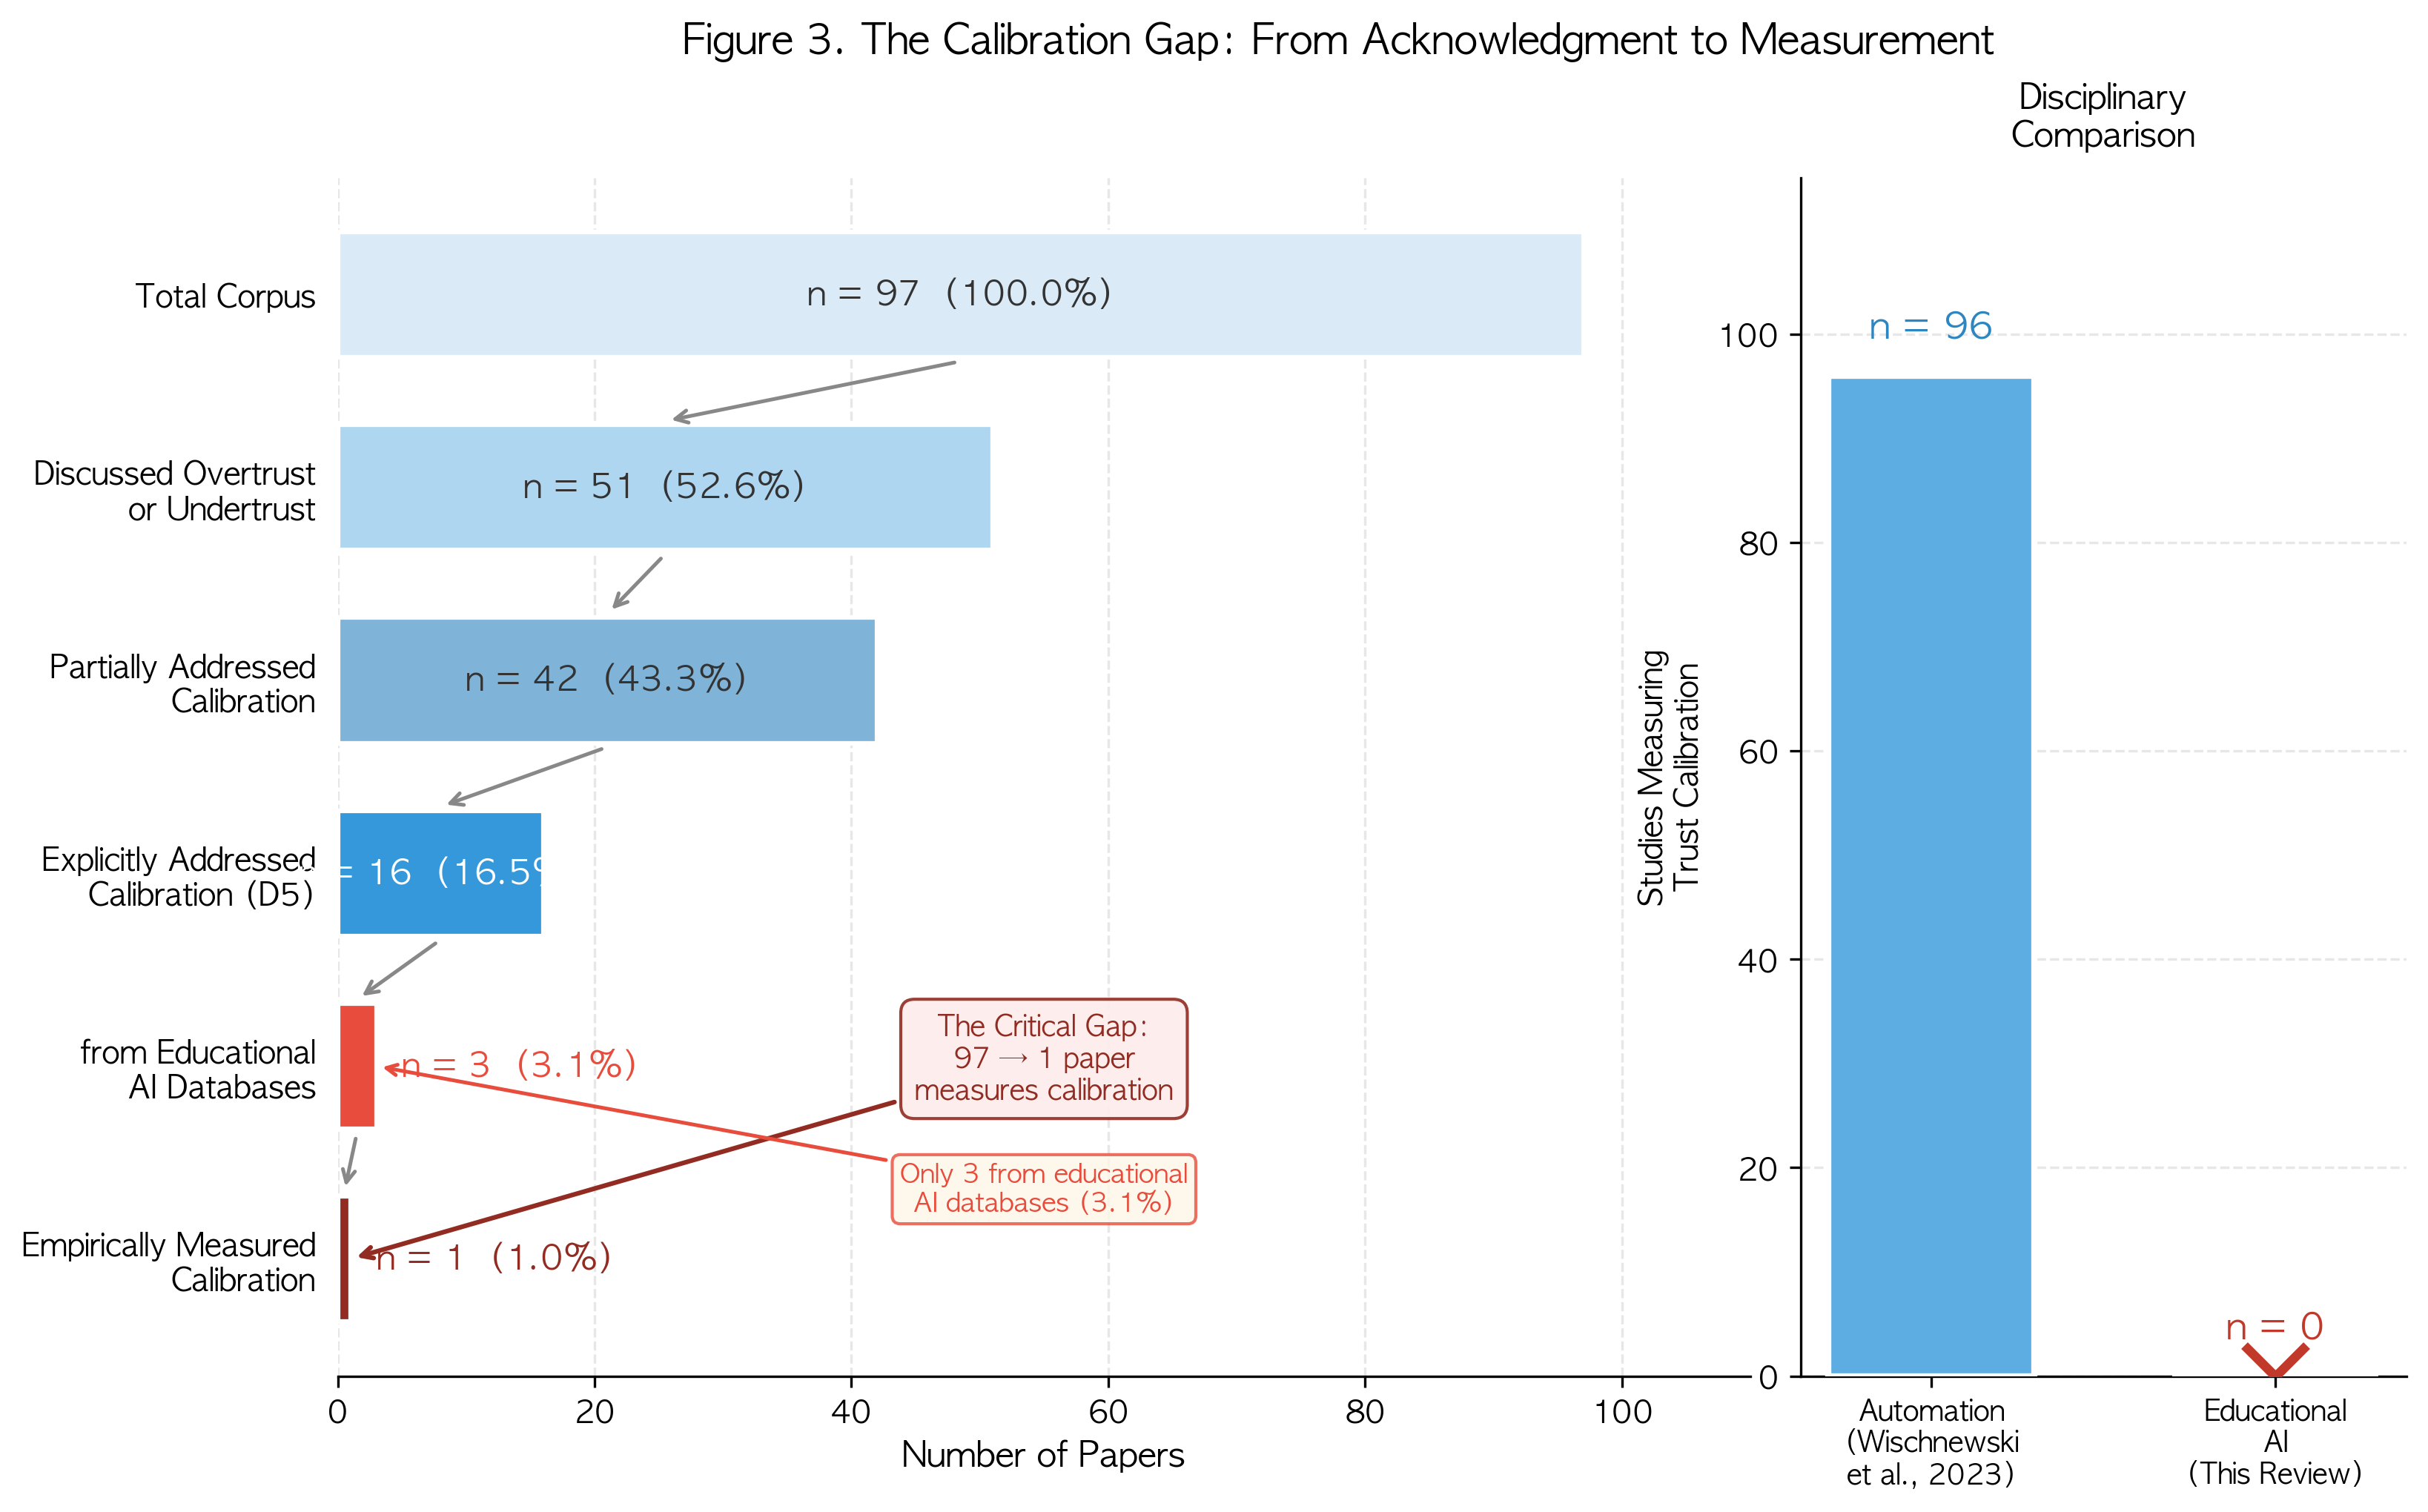 Figure 3. The Calibration Gap: From Acknowledgment to Measurement
Total Corpus
n = 97 (100.0%)
Discussed Overtrust
or Undertrust
n = 51 (52.6%)
Partially Addressed
Calibration
n = 42 (43.3%)
Explicitly Addressed
Calibration (D5)
= 16 (16.5%
from Educational
AI Databases
n = 3 (3.1%)
Empirically Measured
Calibration
n = 1 (1.0%)
The Critical Gap:
97 → 1 paper
measures calibration
Only 3 from educational
AI databases (3.1%)
0 20 40 60 80 100
Number of Papers
Disciplinary
Comparison
Studies Measuring
Trust Calibration
100
80
60
40
20
0
n = 96
n = 0
Automation
(Wischnewski
et al., 2023)
Educational
AI
(This Review)